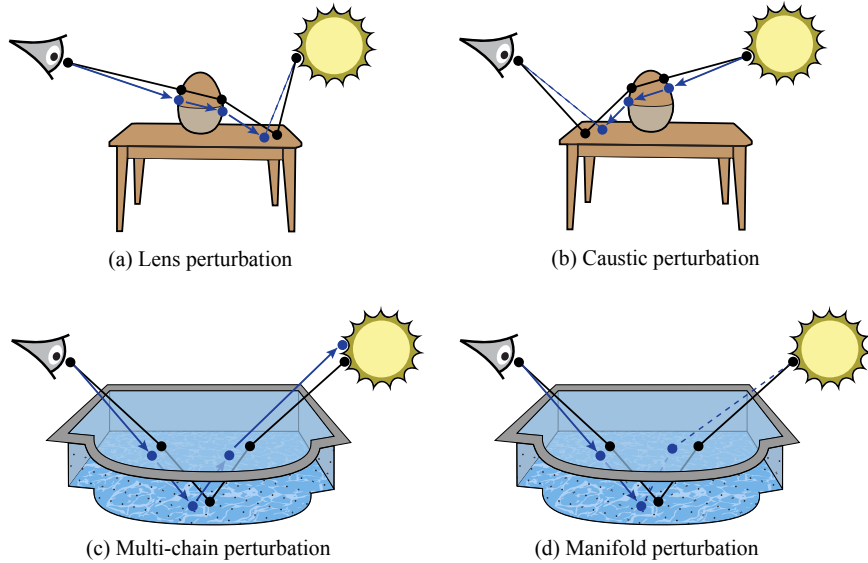 (a) Lens perturbation
(b) Caustic perturbation
(c) Multi-chain perturbation
(d) Manifold perturbation